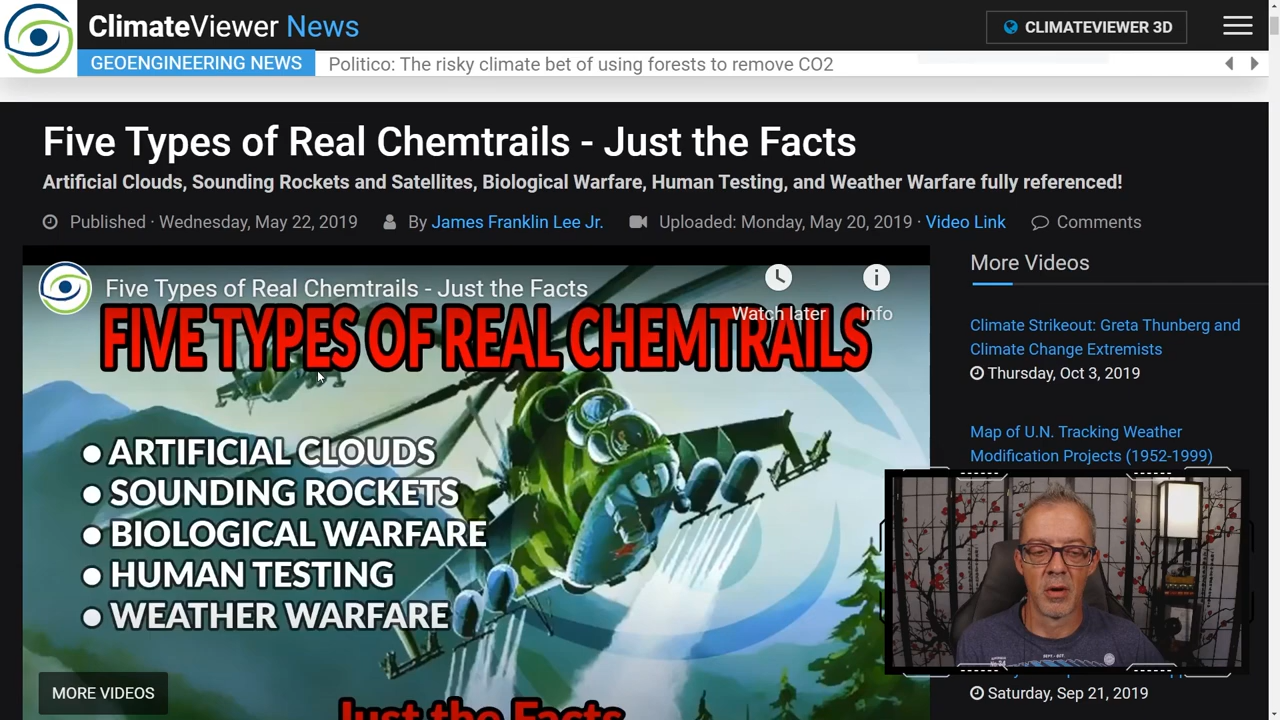 ClimateViewer News
CLIMATEVIEWER 3D
GEOENGINEERING NEWS
Politico: The risky climate bet of using forests to remove CO2
Five Types of Real Chemtrails - Just the Facts
Artificial Clouds, Sounding Rockets and Satellites, Biological Warfare, Human Testing, and Weather Warfare fully referenced!
Published · Wednesday, May 22, 2019 By James Franklin Lee Jr. Uploaded: Monday, May 20, 2019 · Video Link Comments
Five Types of Real Chemtrails - Just the Facts
Watch later
Info
FIVE TYPES OF REAL CHEMTRAILS
● ARTIFICIAL CLOUDS
● SOUNDING ROCKETS
● BIOLOGICAL WARFARE
● HUMAN TESTING
● WEATHER WARFARE
Just the Facts
MORE VIDEOS
More Videos
Climate Strikeout: Greta Thunberg and
Climate Change Extremists
Thursday, Oct 3, 2019
Map of U.N. Tracking Weather
Modification Projects (1952-1999)
Saturday, Sep 21, 2019